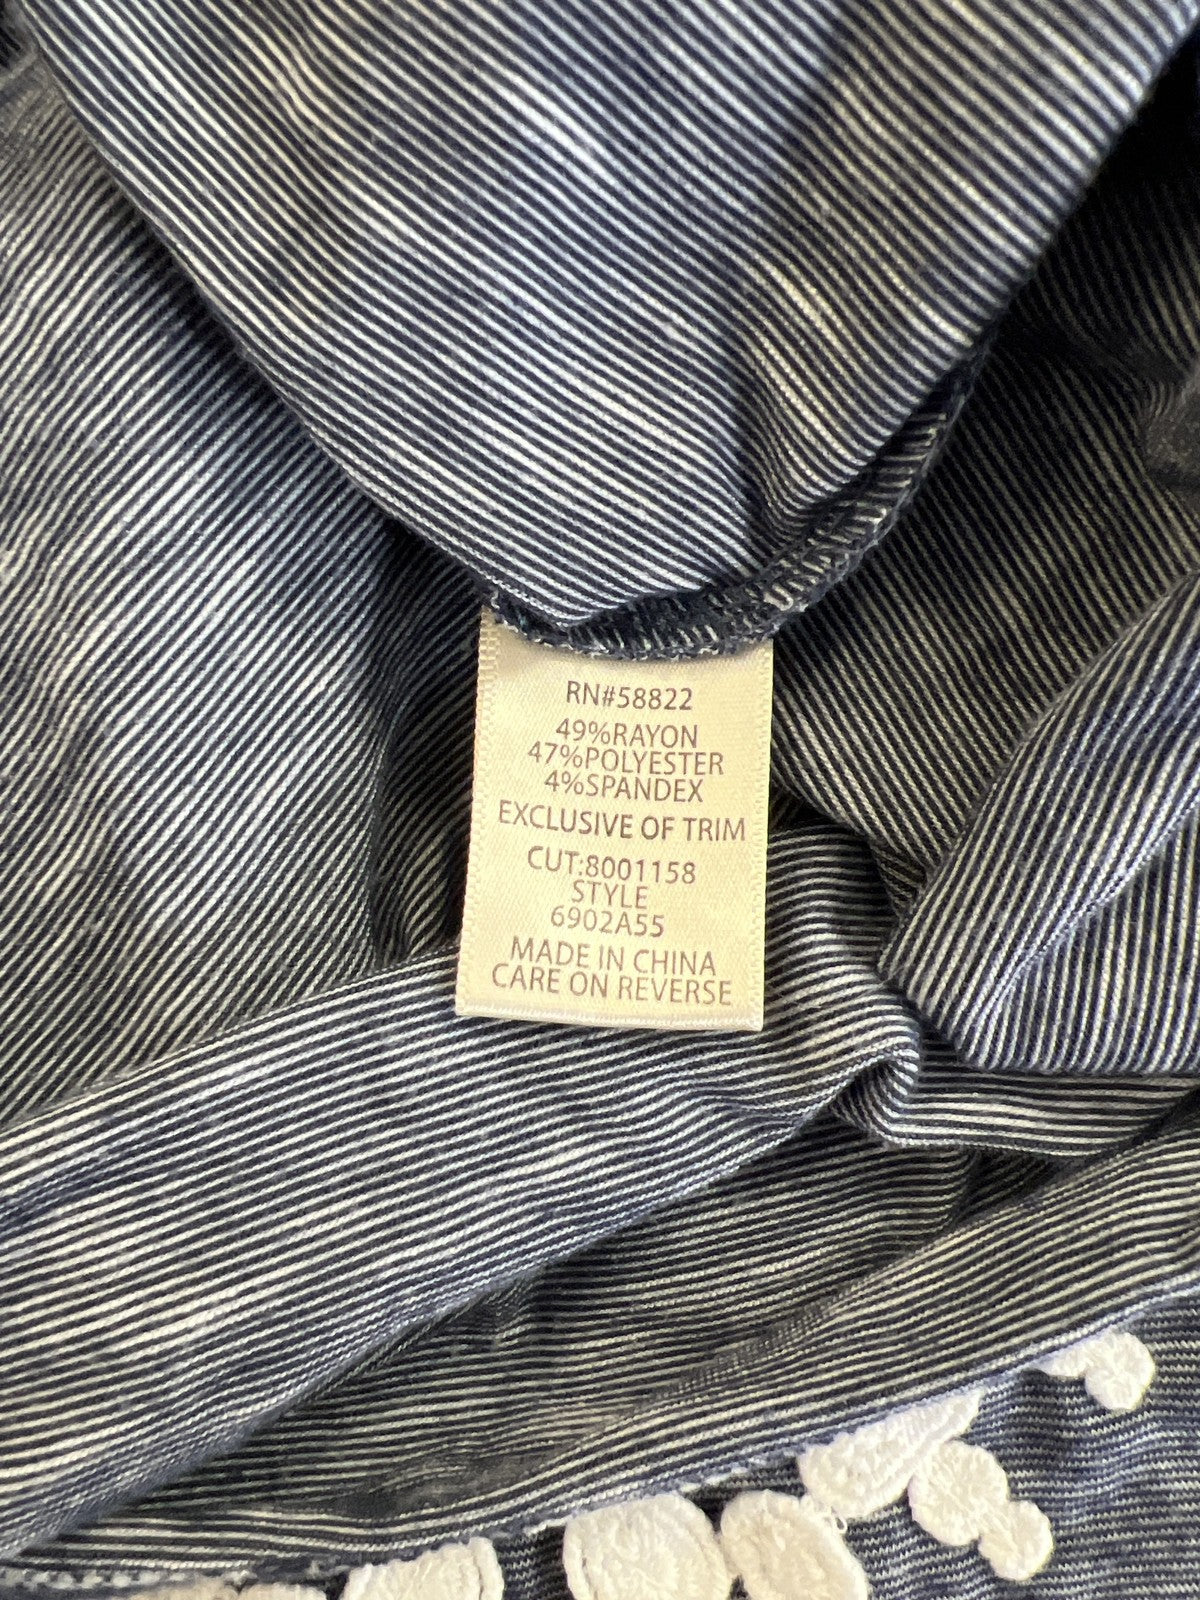 RN#58822
49%RAYON
47%POLYESTER
4%SPANDEX
EXCLUSIVE OF TRIM
CUT:8001158
STYLE
6902A55
MADE IN CHINA
CARE ON REVERSE